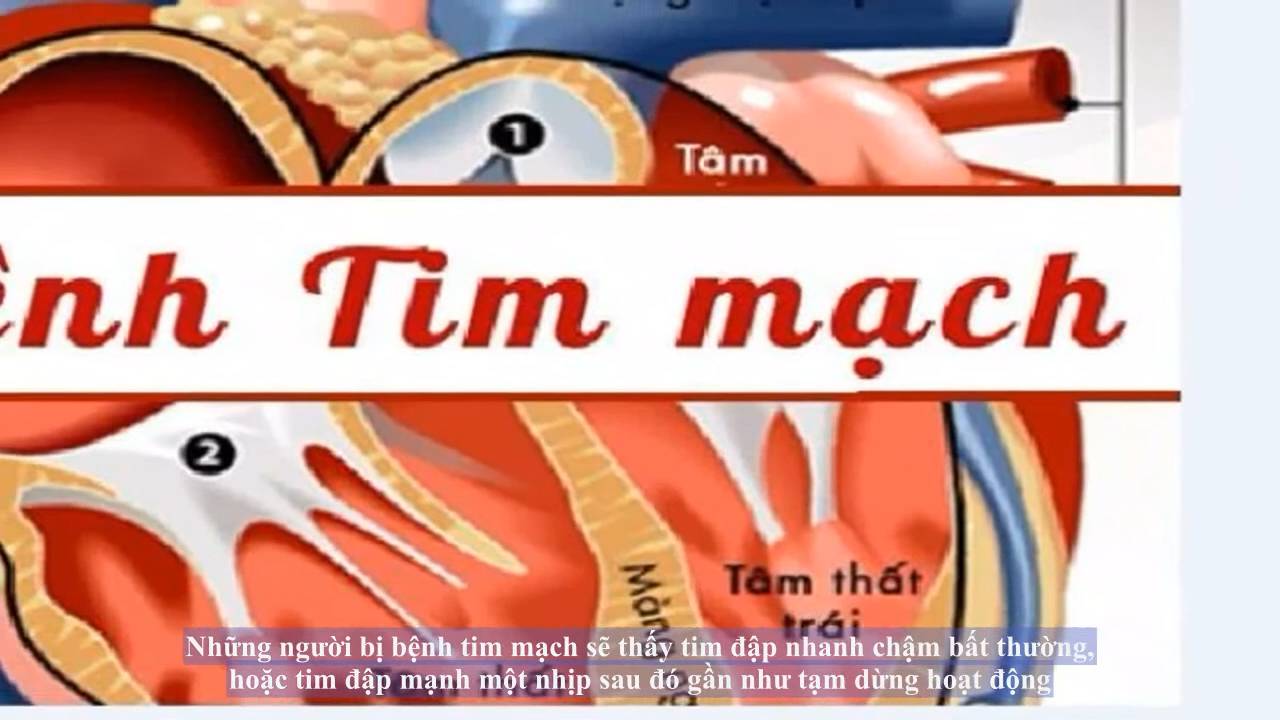 1
Tâm
ệnh Tim mạch
2
Tâm thất
trái
Những người bị bệnh tim mạch sẽ thấy tim đập nhanh chậm bất thường,
hoặc tim đập mạnh một nhịp sau đó gần như tạm dừng hoạt động